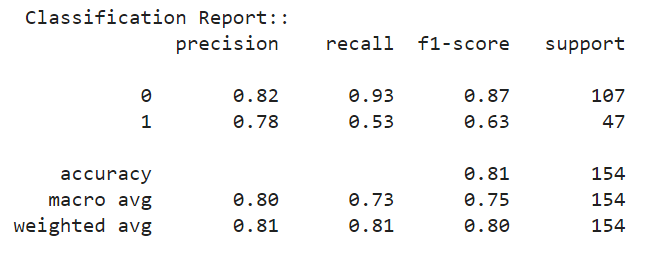 Classification Report::
precision recall f1-score support
0 0.82 0.93 0.87 107
1 0.78 0.53 0.63 47
accuracy 0.81 154
macro avg 0.80 0.73 0.75 154
weighted avg 0.81 0.81 0.80 154